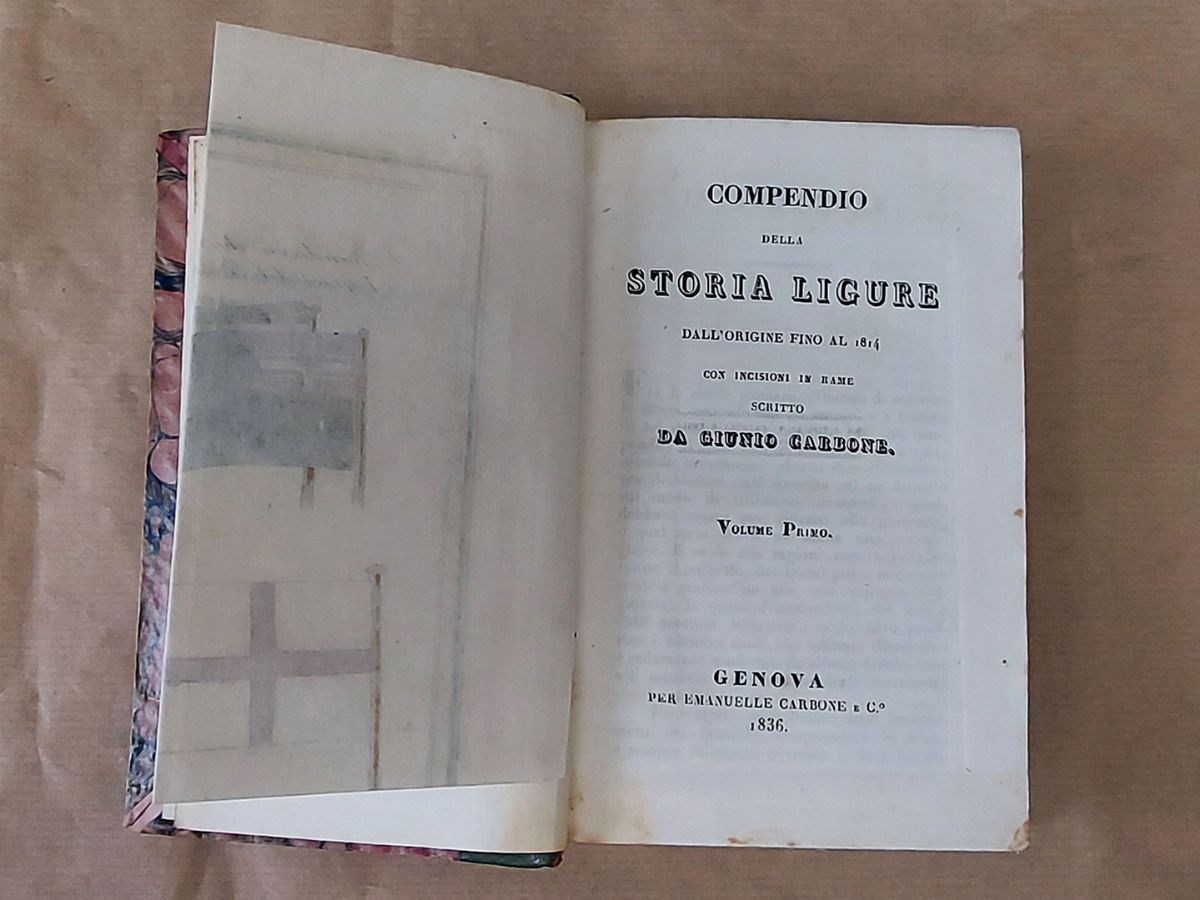 COMPENDIO
DELLA
STORIA LIGURE
DALL'ORIGINE FINO AL 1814
CON INCISIONI IN RAME
SCRITTO
DA GIUNIO CARBONE.
VOLUME PRIMO.
GENOVA
PER EMANUELLE CARBONE E C.º
1836.